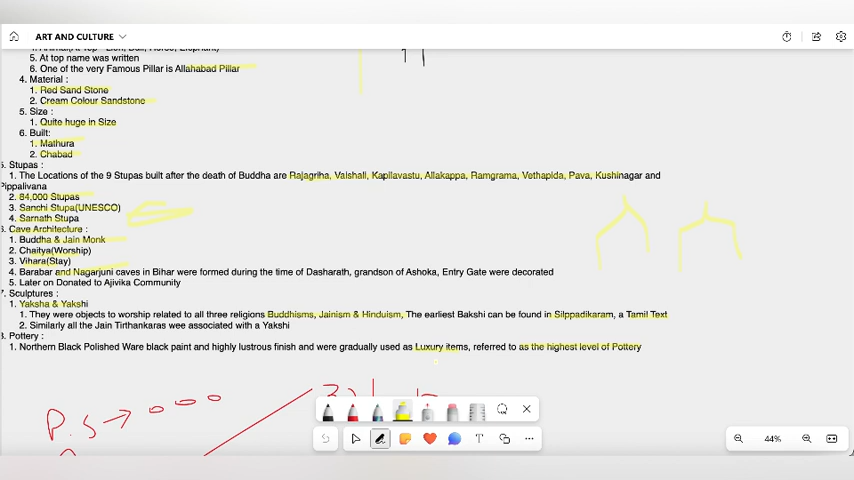 ART AND CULTURE
5. At top name was written
6. One of the very Famous Pillar is Allahabad Pillar
4. Material :
1. Red Sand Stone
2. Cream Colour Sandstone
5. Size :
1. Quite huge in Size
6. Built:
1. Mathura
2. Chabad
5. Stupas :
1. The Locations of the 9 Stupas built after the death of Buddha are Rajagriha, Vaishali, Kapilavastu, Allakappa, Ramgrama, Vethapida, Pava, Kushinagar and
Pippalivana
2. 84,000 Stupas
3. Sanchi Stupa(UNESCO)
4. Sarnath Stupa
Cave Architecture :
1. Buddha & Jain Monk
2. Chaitya(Worship)
3. Vihara(Stay)
4. Barabar and Nagarjuni caves in Bihar were formed during the time of Dasharath, grandson of Ashoka, Entry Gate were decorated
5. Later on Donated to Ajivika Community
7. Sculptures :
1. Yaksha & Yakshi
1. They were objects to worship related to all three religions Buddhisms, Jainism & Hinduism, The earliest Bakshi can be found in Silppadikaram, a Tamil Text
2. Similarly all the Jain Tirthankaras wee associated with a Yakshi
Pottery :
1. Northern Black Polished Ware black paint and highly lustrous finish and were gradually used as Luxury items, referred to as the highest level of Pottery
P.S →
T
44%